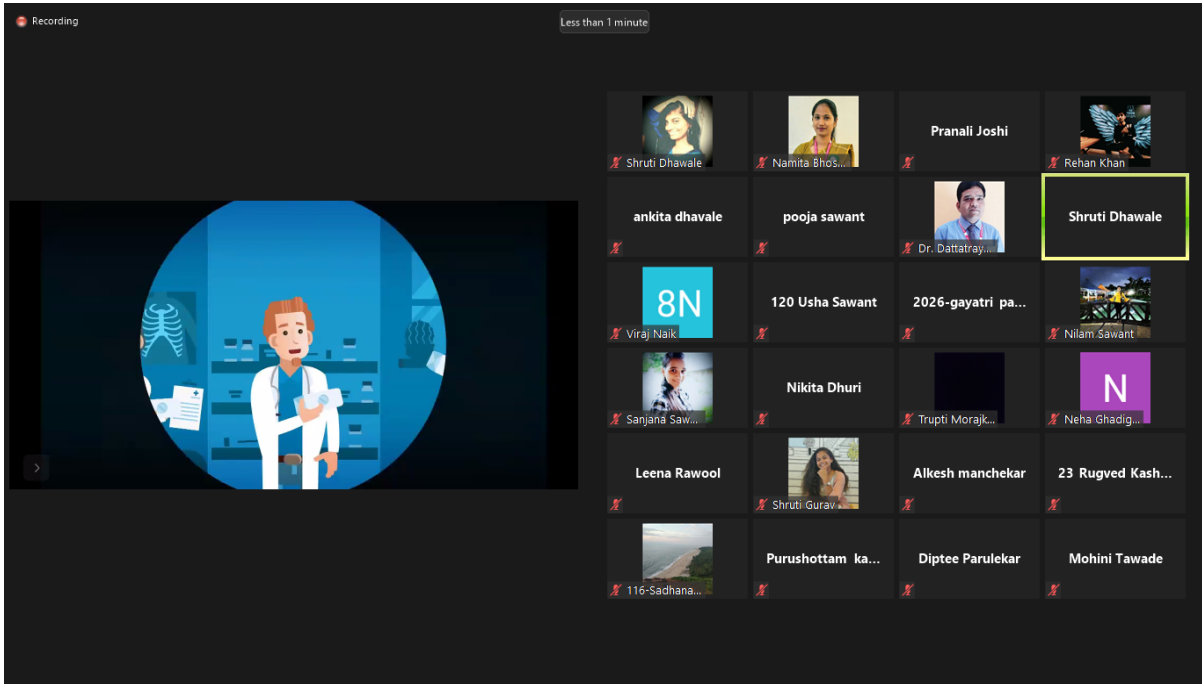 Recording
Less than 1 minute
Shruti Dhawale
Namita Bhos...
Pranali Joshi
Rehan Khan
ankita dhavale
pooja sawant
Dr. Dattatray...
Shruti Dhawale
8N
Viraj Naik
120 Usha Sawant
2026-gayatri pa...
Nilam Sawant
Sanjana Saw...
Nikita Dhuri
Trupti Morajk...
N
Neha Ghadig...
Leena Rawool
Shruti Gurav
Alkesh manchekar
23 Rugved Kash...
116-Sadhana...
Purushottam ka...
Diptee Parulekar
Mohini Tawade